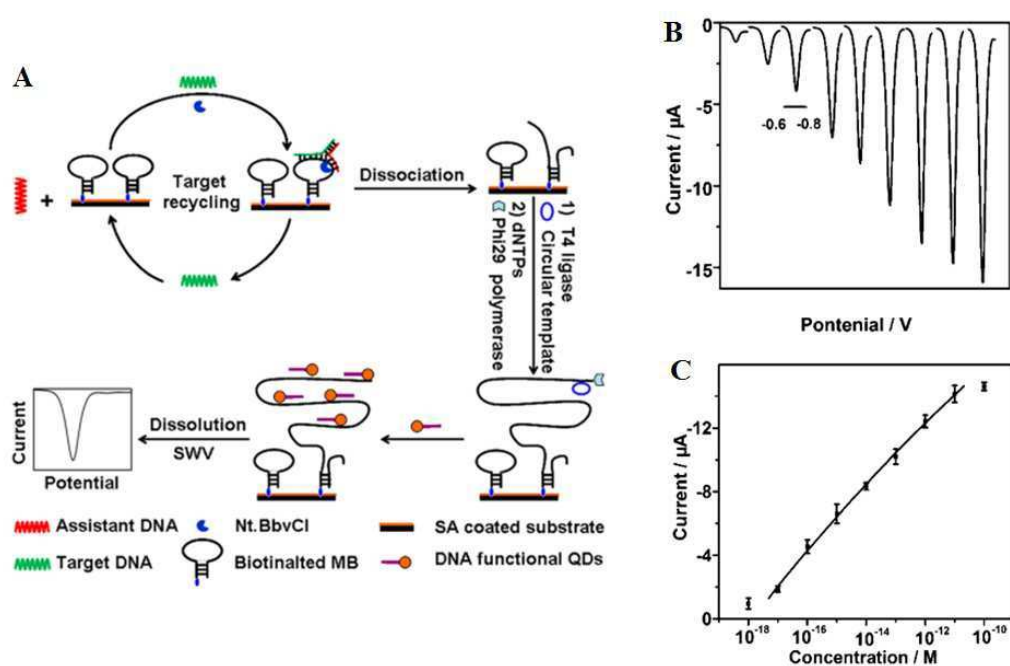 A
Target
recycling
+
Dissociation
1) T4 ligase
Circular template
2) dNTPs
Phi29 polymerase
Dissolution
SWV
Current
Potential
Assistant DNA
Nt.BbvCI
SA coated substrate
Target DNA
Biotinalted MB
DNA functional QDs
B
0
-5
-10
-15
Current / µA
-0.6
-0.8
Pontenial / V
C
-12
-8
-4
0
Current / µA
10-18
10-16
10-14
10-12
10-10
Concentration / M